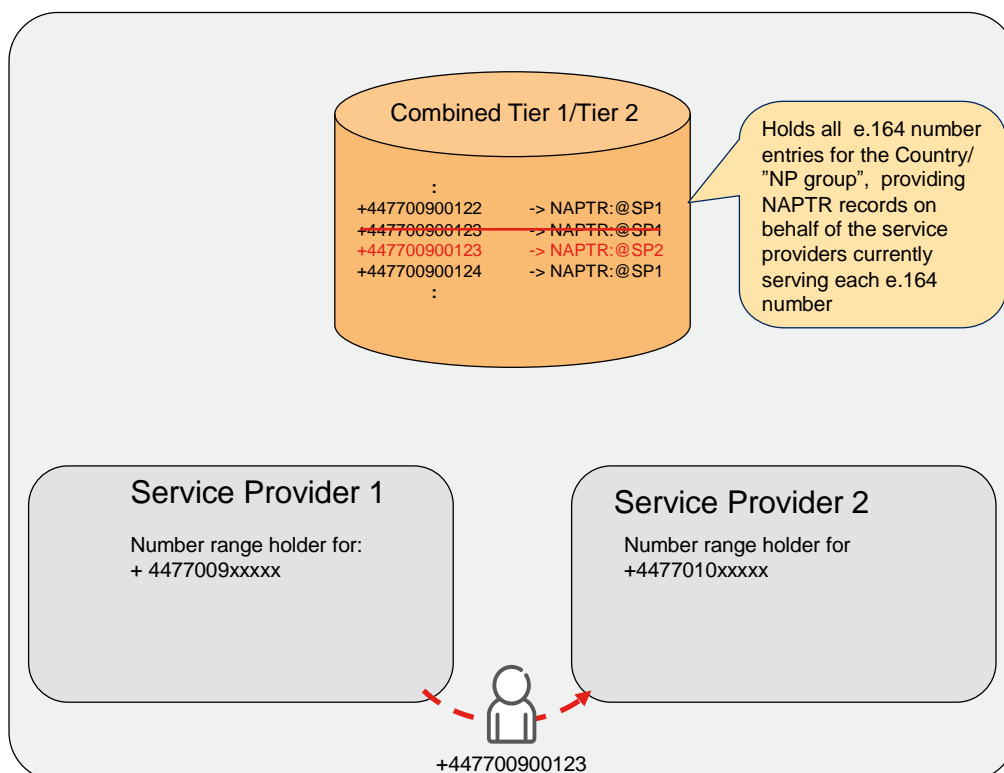 Combined Tier 1/Tier 2
:
+447700900122 -> NAPTR:@SP1
+447700900123 -> NAPTR:@SP1
+447700900123 -> NAPTR:@SP2
+447700900124 -> NAPTR:@SP1
:
Holds all e.164 number
entries for the Country/
”NP group”, providing
NAPTR records on
behalf of the service
providers currently
serving each e.164
number
Service Provider 1
Number range holder for:
+ 4477009xxxxx
Service Provider 2
Number range holder for
+4477010xxxxx
+447700900123